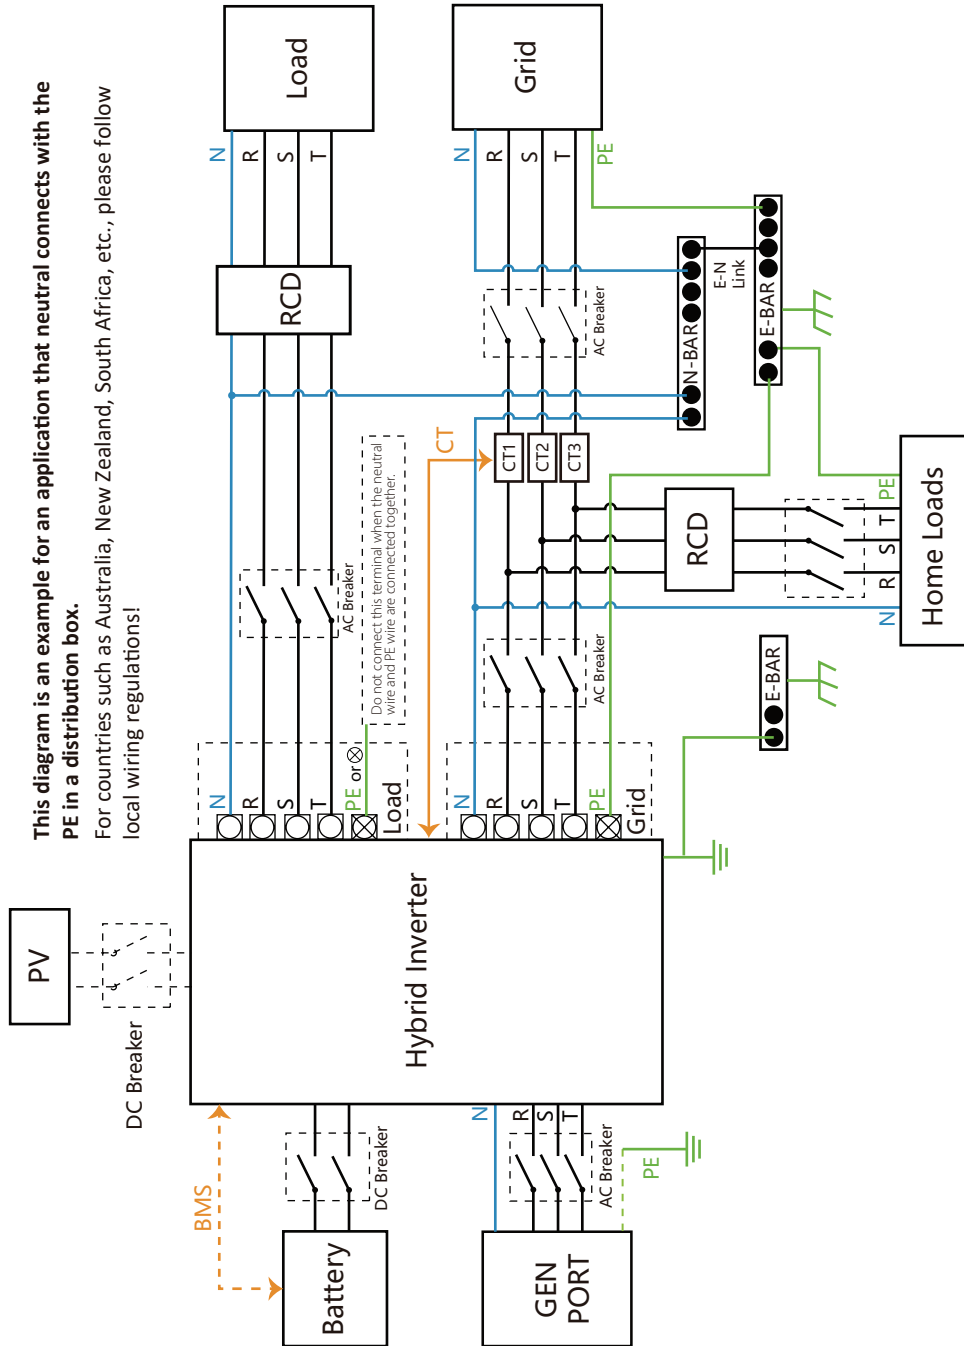 This diagram is an example for an application that neutral connects with the
PE in a distribution box.
For countries such as Australia, New Zealand, South Africa, etc., please follow
local wiring regulations!
PV
DC Breaker
BMS
Battery
DC Breaker
GEN
PORT
N
R
S
T
PE
AC Breaker
Hybrid Inverter
N
R
S
T
PE or
Load
Do not connect this terminal when the neutral
wire and PE wire are connected together.
AC Breaker
RCD
N
R
S
T
Load
N
R
S
T
PE
Grid
AC Breaker
CT
CT1
CT2
CT3
AC Breaker
N
R
S
T
PE
Grid
N-BAR
E-N
Link
E-BAR
RCD
N
R
S
T
PE
Home Loads
E-BAR